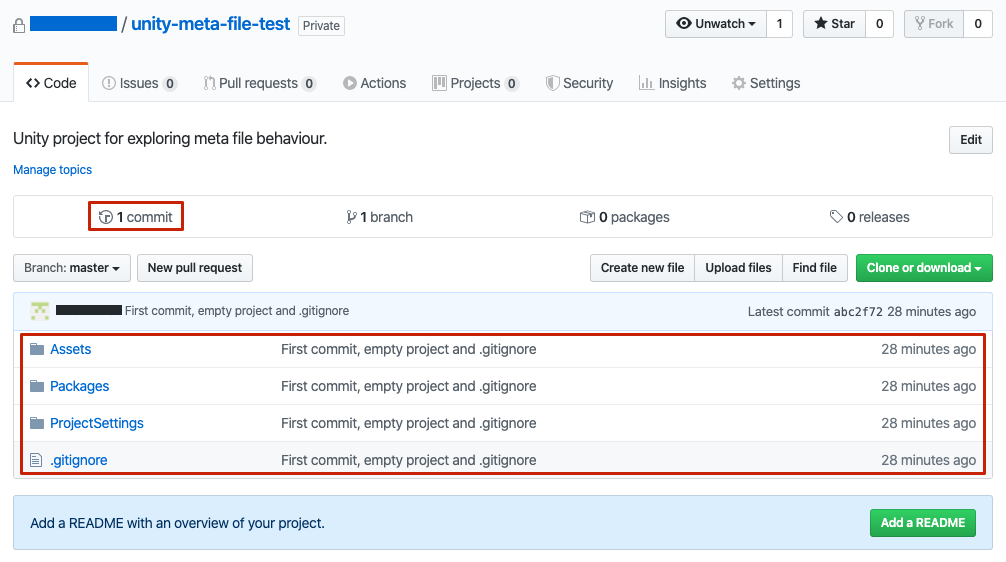 / unity-meta-file-test Private Unwatch 1 Star 0 Fork 0
Code Issues 0 Pull requests 0 Actions Projects 0 Security Insights Settings
Unity project for exploring meta file behaviour. Edit
Manage topics
1 commit 1 branch 0 packages 0 releases
Branch: master New pull request Create new file Upload files Find file Clone or download
First commit, empty project and .gitignore Latest commit abc2f72 28 minutes ago
Assets First commit, empty project and .gitignore 28 minutes ago
Packages First commit, empty project and .gitignore 28 minutes ago
ProjectSettings First commit, empty project and .gitignore 28 minutes ago
.gitignore First commit, empty project and .gitignore 28 minutes ago
Add a README with an overview of your project. Add a README